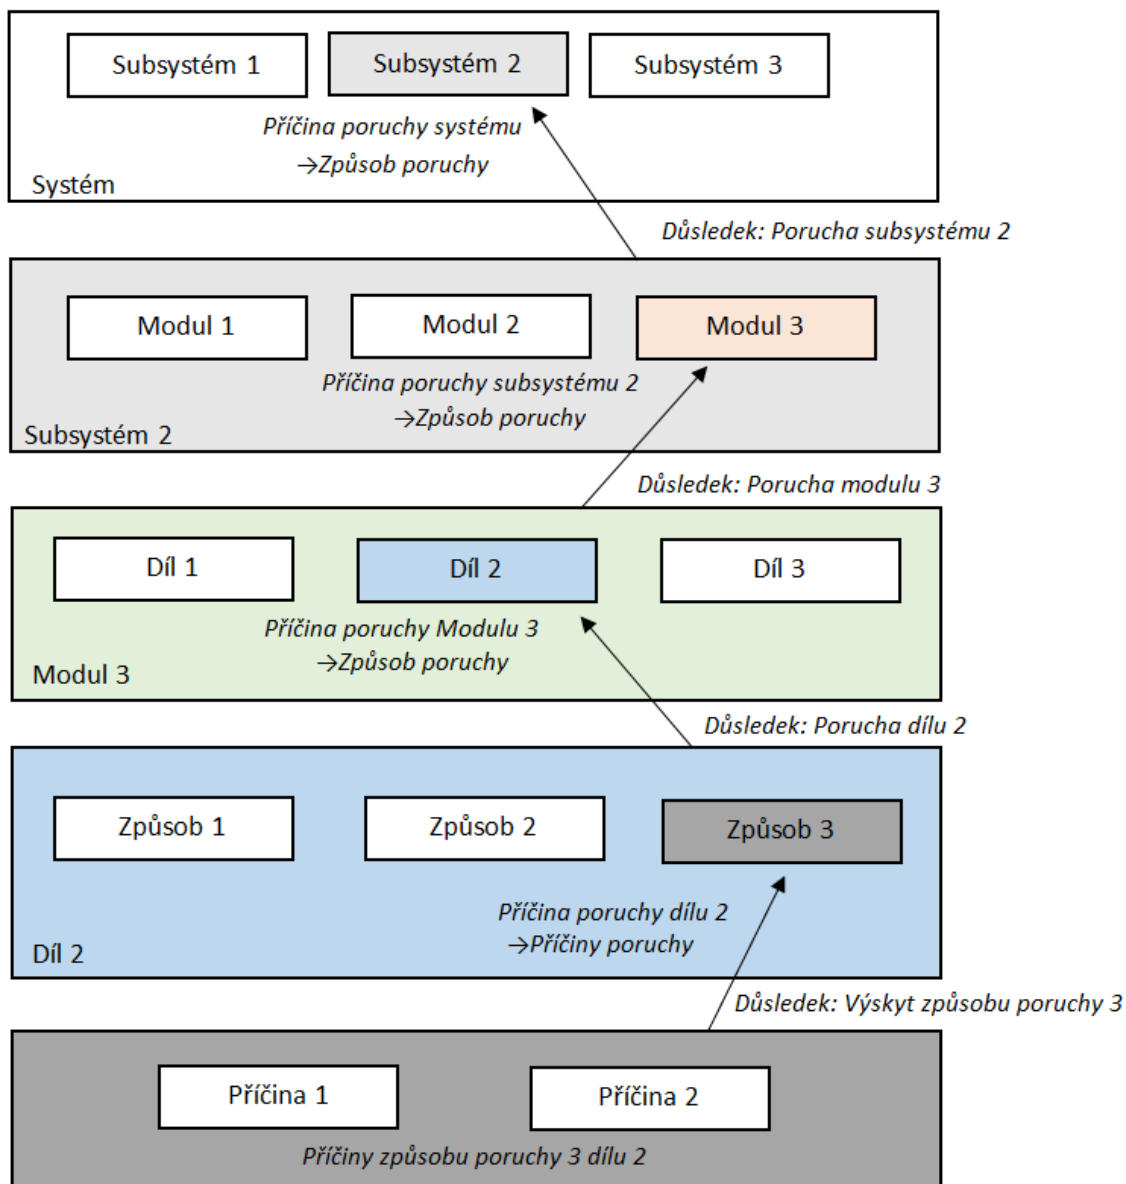 Subsystém 1
Subsystém 2
Subsystém 3
Příčina poruchy systému
→Způsob poruchy
Systém
Důsledek: Porucha subsystému 2
Modul 1
Modul 2
Modul 3
Příčina poruchy subsystému 2
→Způsob poruchy
Subsystém 2
Důsledek: Porucha modulu 3
Díl 1
Díl 2
Díl 3
Příčina poruchy Modulu 3
→Způsob poruchy
Modul 3
Důsledek: Porucha dílu 2
Způsob 1
Způsob 2
Způsob 3
Příčina poruchy dílu 2
→Příčiny poruchy
Díl 2
Důsledek: Výskyt způsobu poruchy 3
Příčina 1
Příčina 2
Příčiny způsobu poruchy 3 dílu 2